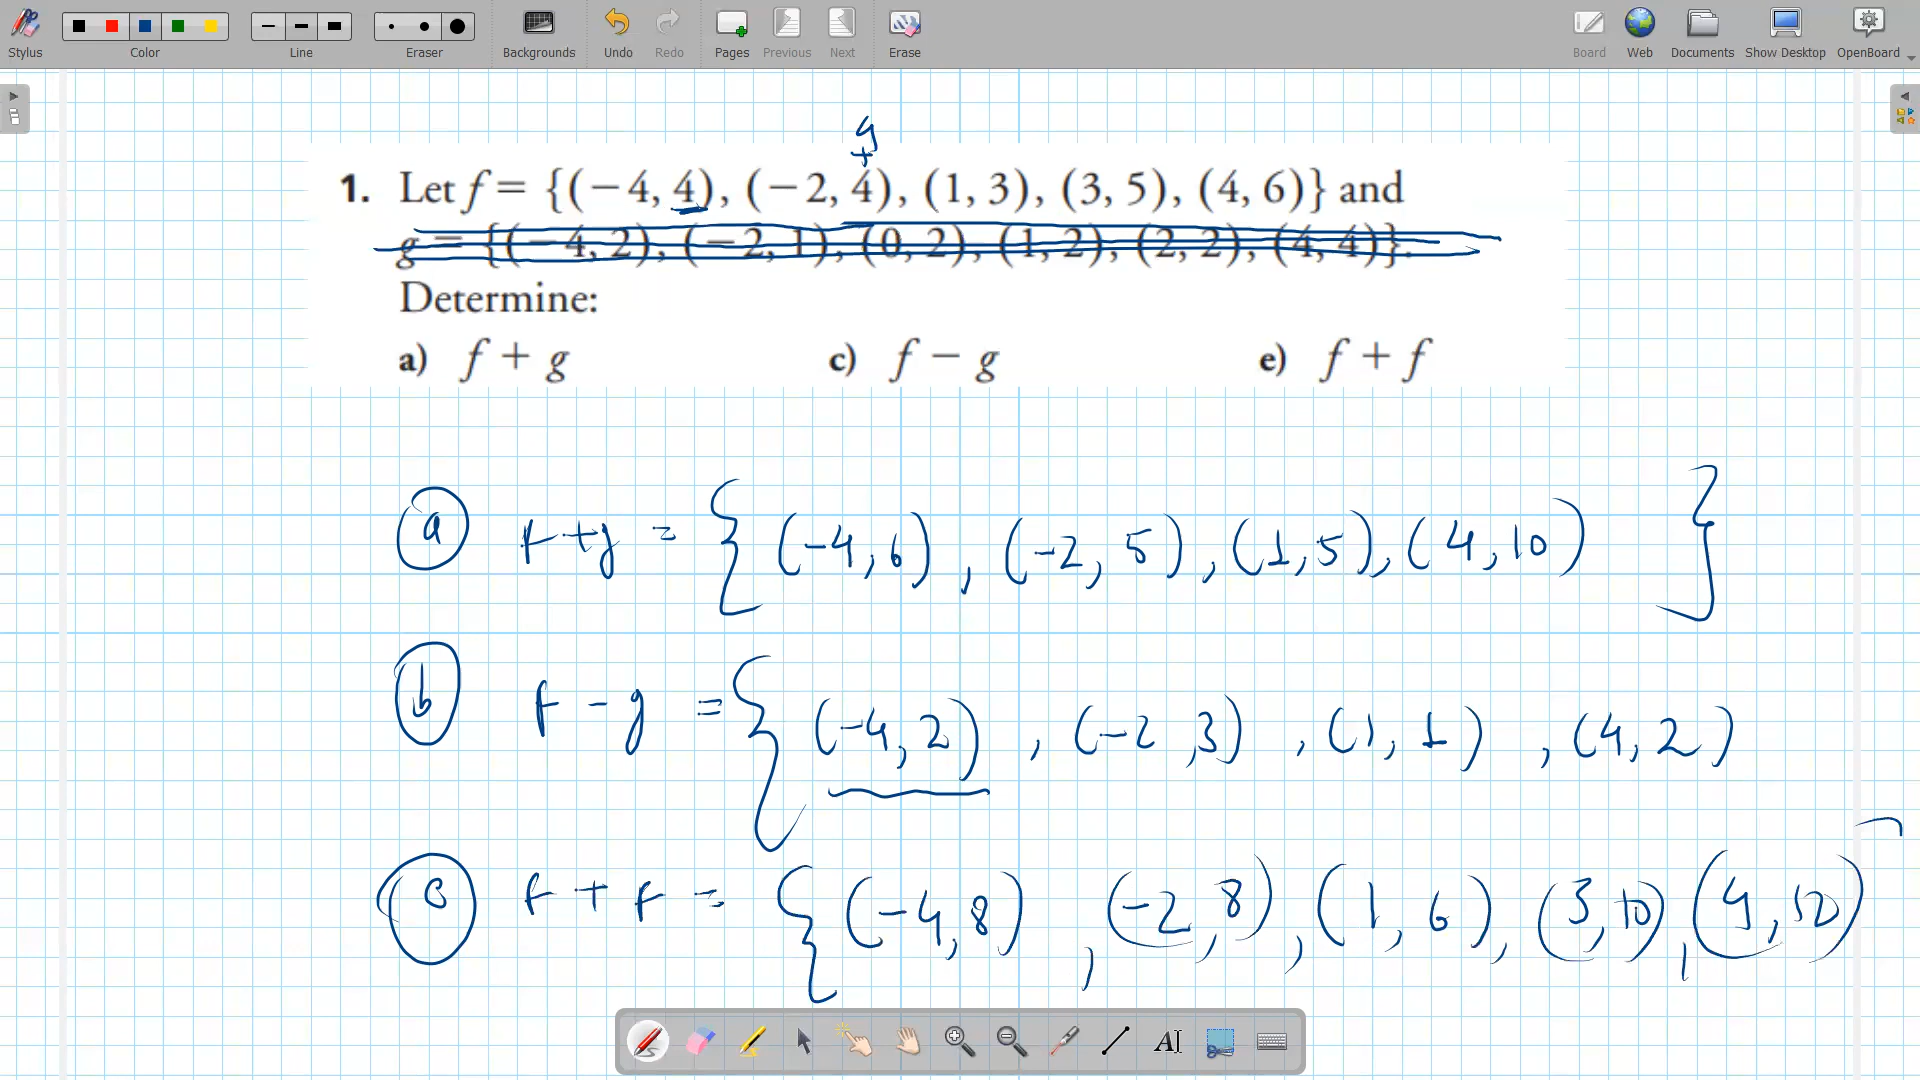 Stylus Color Line Eraser Backgrounds Undo Redo Pages Previous Next Erase Board Web Documents Show Desktop OpenBoard
4
+
1. Let f = {(−4, 4), (−2, 4), (1, 3), (3, 5), (4, 6)} and
g = {(−4, 2), (−2, 1), (0, 2), (1, 2), (2, 2), (4, 4)}.
Determine:
a) f + g c) f − g e) f + f
a f+g = { (-4,6) , (-2, 5) , (1,5), (4,10) }
b f - g = { (-4,2) , (-2,3) , (1,1) , (4,2)
c f + f = { (-4,8) , (-2,8) , (1,6) , (3,10) , (4,12)